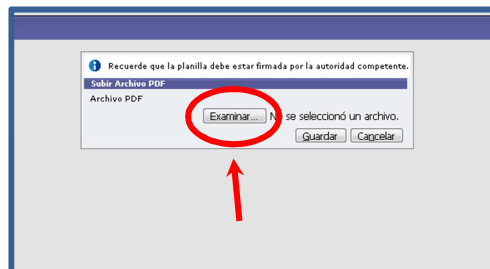 Recuerde que la planilla debe estar firmada por la autoridad competente.
Subir Archivo PDF
Archivo PDF
Examinar... No se seleccionó un archivo.
Guardar Cancelar